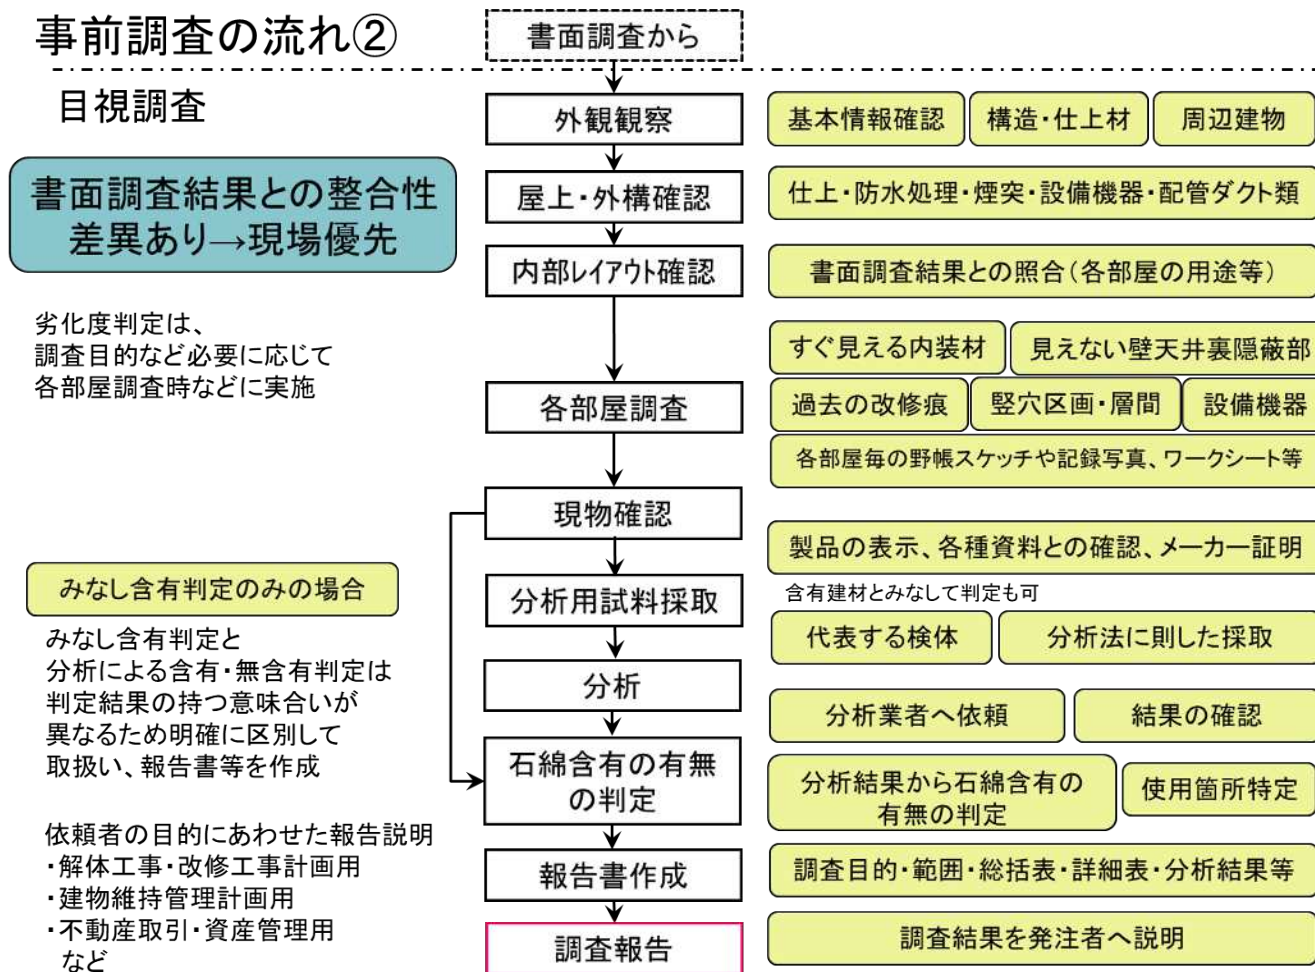 事前調査の流れ②
書面調査から
目視調査
外観観察
基本情報確認
構造・仕上材
周辺建物
書面調査結果との整合性
差異あり→現場優先
屋上・外構確認
仕上・防水処理・煙突・設備機器・配管ダクト類
内部レイアウト確認
書面調査結果との照合(各部屋の用途等)
劣化度判定は、
調査目的など必要に応じて
各部屋調査時などに実施
すぐ見える内装材
見えない壁天井裏隠蔽部
各部屋調査
過去の改修痕
竪穴区画・層間
設備機器
各部屋毎の野帳スケッチや記録写真、ワークシート等
現物確認
製品の表示、各種資料との確認、メーカー証明
みなし含有判定のみの場合
分析用試料採取
含有建材とみなして判定も可
代表する検体
分析法に則した採取
みなし含有判定と
分析による含有・無含有判定は
判定結果の持つ意味合いが
異なるため明確に区別して
取扱い、報告書等を作成
分析
分析業者へ依頼
結果の確認
石綿含有の有無
の判定
分析結果から石綿含有の
有無の判定
使用箇所特定
依頼者の目的にあわせた報告説明
・解体工事・改修工事計画用
・建物維持管理計画用
・不動産取引・資産管理用
など
報告書作成
調査目的・範囲・総括表・詳細表・分析結果等
調査報告
調査結果を発注者へ説明